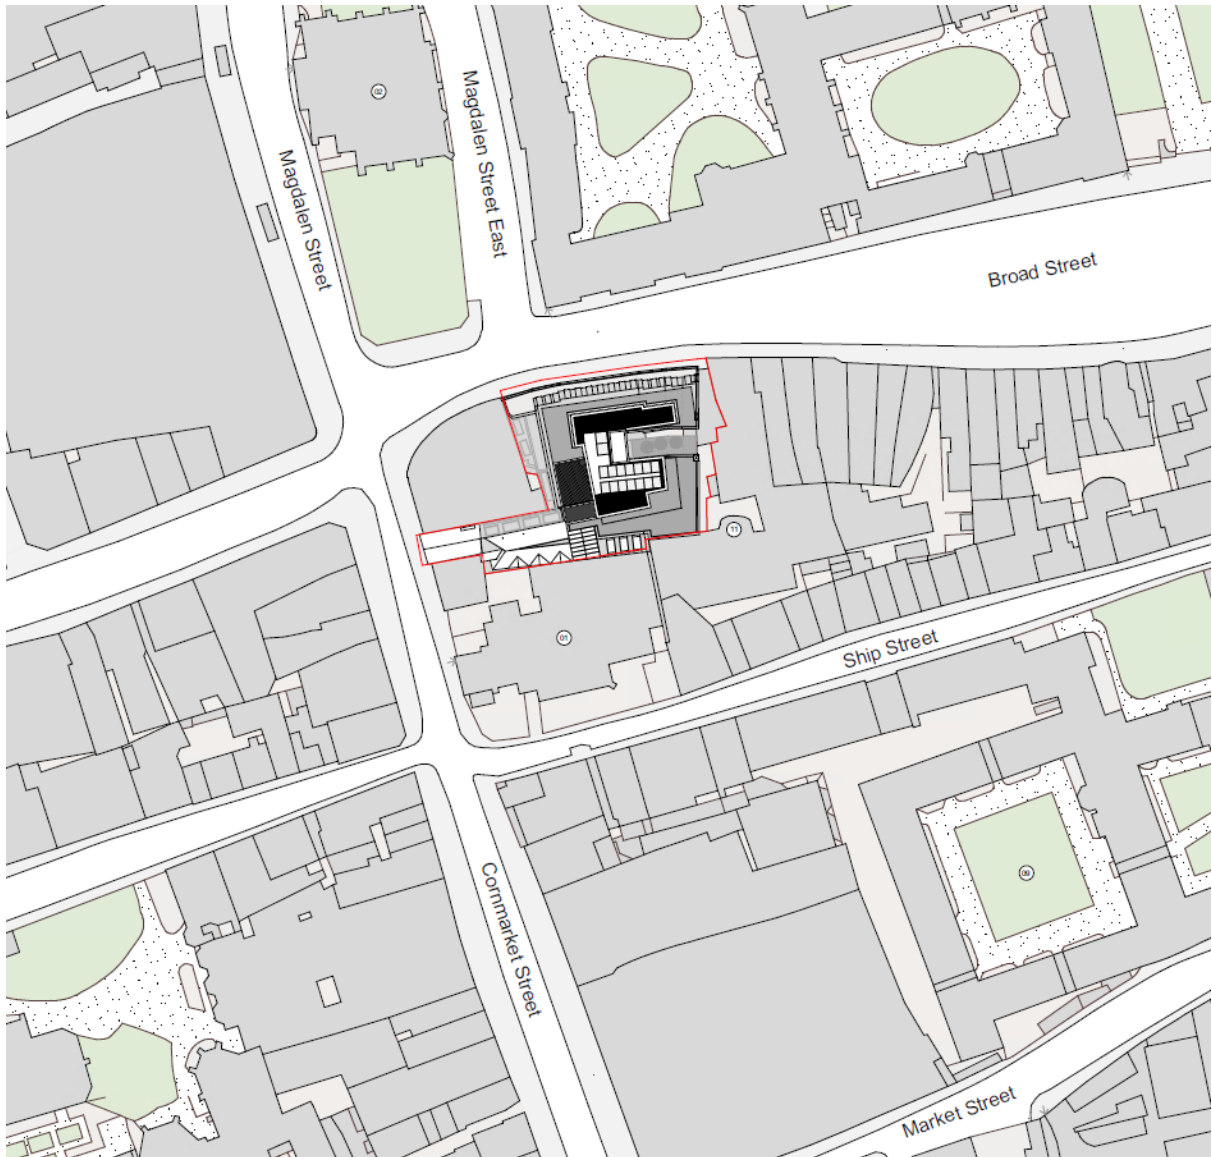 02
Magdalen Street East
Magdalen Street
Broad Street
11
01
Ship Street
09
Cornmarket Street
Market Street